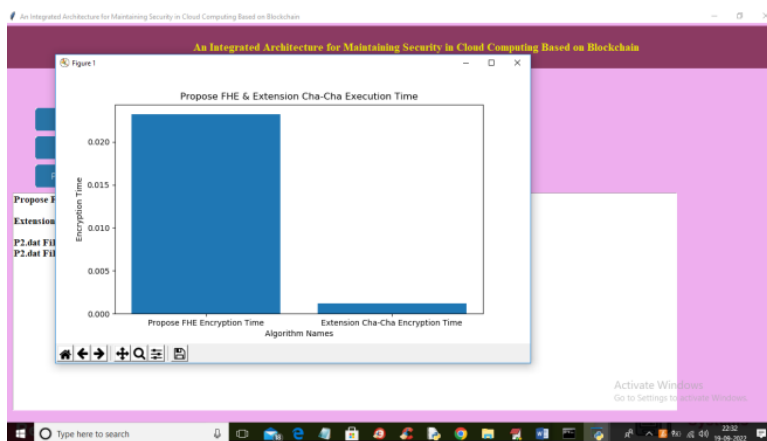 An Integrated Architecture for Maintaining Security in Cloud Computing Based on Blockchain
An Integrated Architecture for Maintaining Security in Cloud Computing Based on Blockchain
Figure 1
Propose FHE & Extension Cha-Cha Execution Time
0.020
0.015
0.010
0.005
0.000
Encryption Time
Propose FHE Encryption Time
Extension Cha-Cha Encryption Time
Algorithm Names
P
Propose F
Extension
P2.dat Fil
P2.dat Fil
Activate Windows
Go to Settings to activate Windows.
Type here to search
22:32
19-09-2022